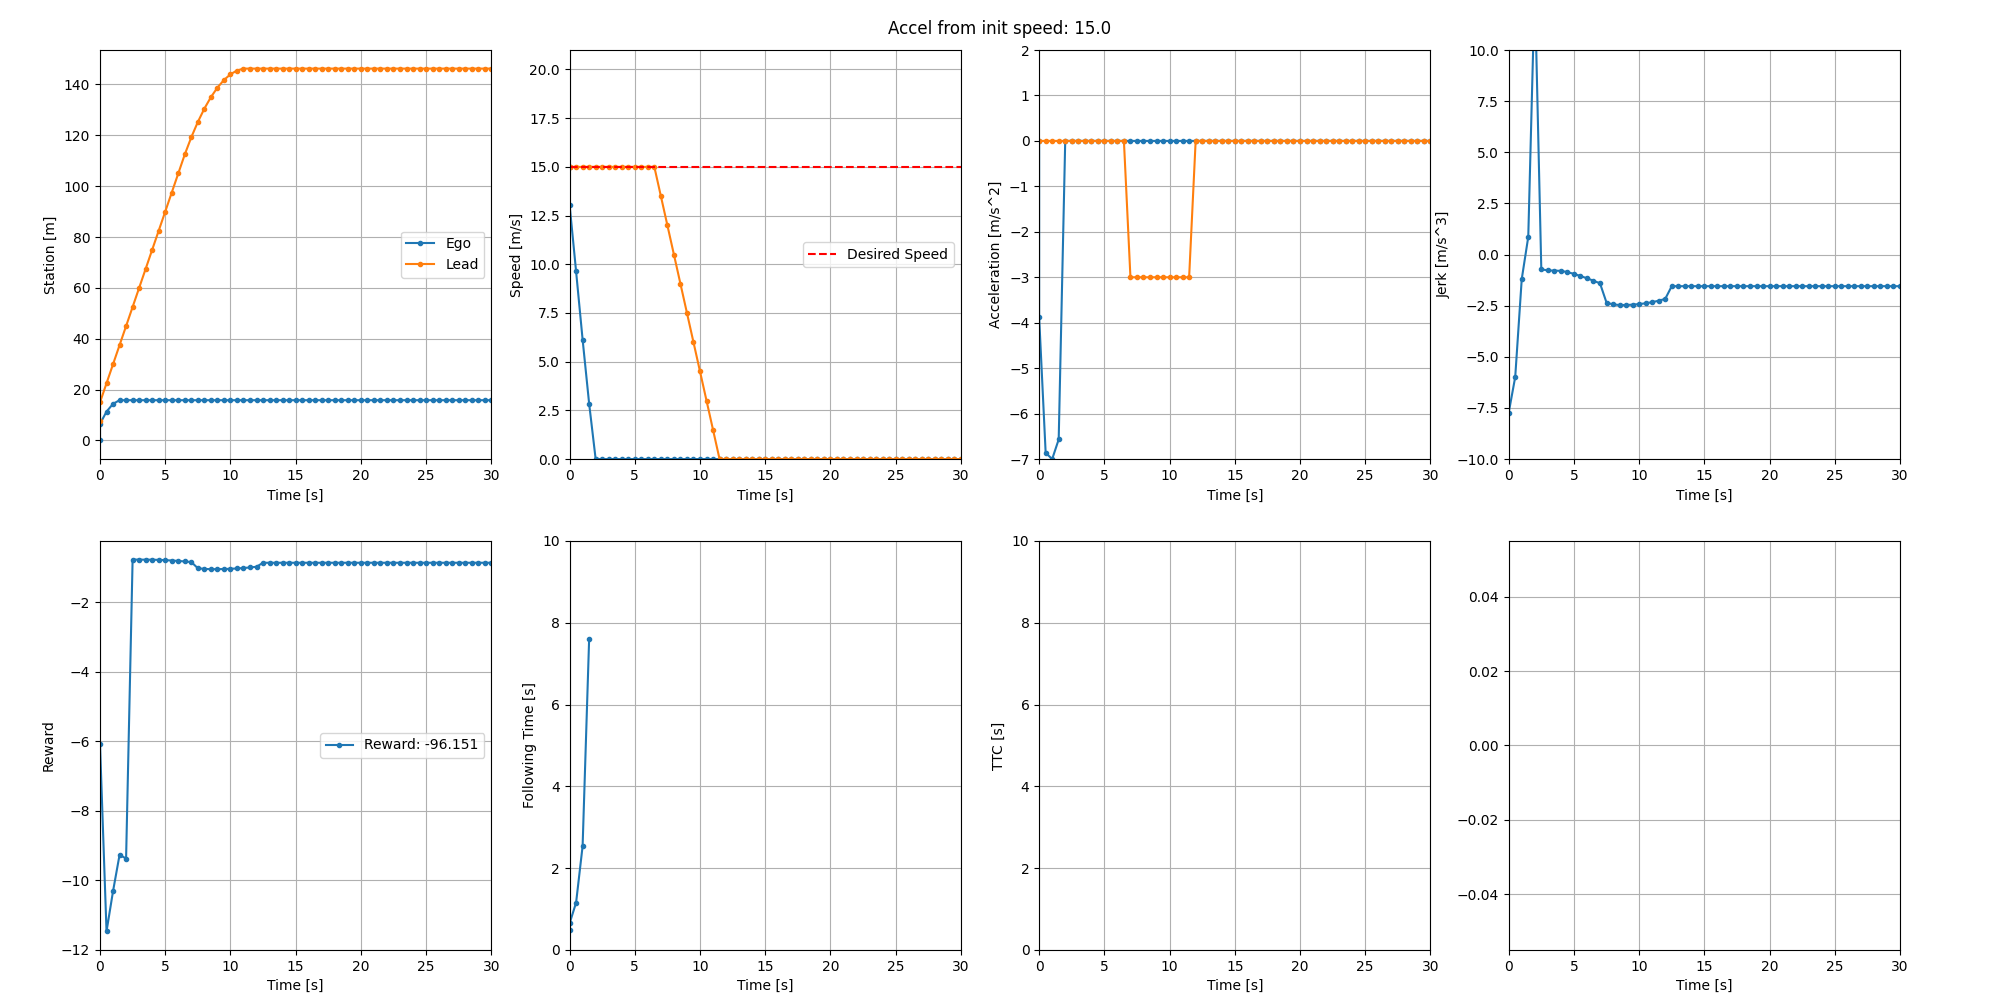 Accel from init speed: 15.0
Station [m]
140
120
100
80
60
40
20
0
0 5 10 15 20 25 30
Time [s]
Ego
Lead
Speed [m/s]
20.0
17.5
15.0
12.5
10.0
7.5
5.0
2.5
0.0
0 5 10 15 20 25 30
Time [s]
Desired Speed
Acceleration [m/s^2]
2
1
0
−1
−2
−3
−4
−5
−6
−7
0 5 10 15 20 25 30
Time [s]
Jerk [m/s^3]
10.0
7.5
5.0
2.5
0.0
−2.5
−5.0
−7.5
−10.0
0 5 10 15 20 25 30
Time [s]
Reward
−2
−4
−6
−8
−10
−12
0 5 10 15 20 25 30
Time [s]
Reward: -96.151
Following Time [s]
10
8
6
4
2
0
0 5 10 15 20 25 30
Time [s]
TTC [s]
10
8
6
4
2
0
0 5 10 15 20 25 30
Time [s]
0.04
0.02
0.00
−0.02
−0.04
0 5 10 15 20 25 30
Time [s]